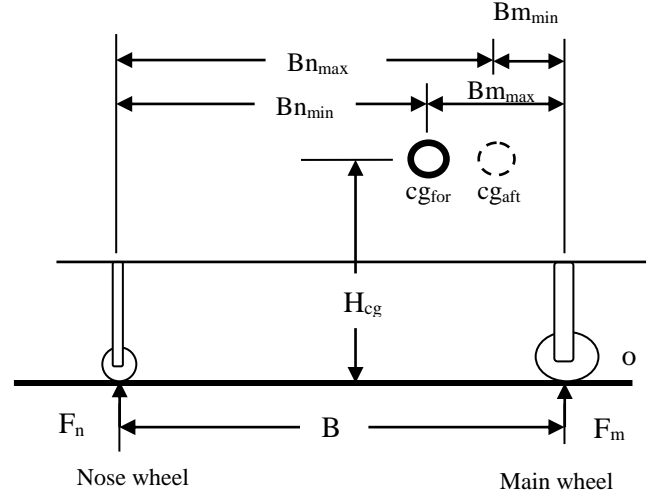 Bm_min
Bn_max
Bn_min
Bm_max
cg_for
cg_aft
H_cg
o
F_n
B
F_m
Nose wheel
Main wheel